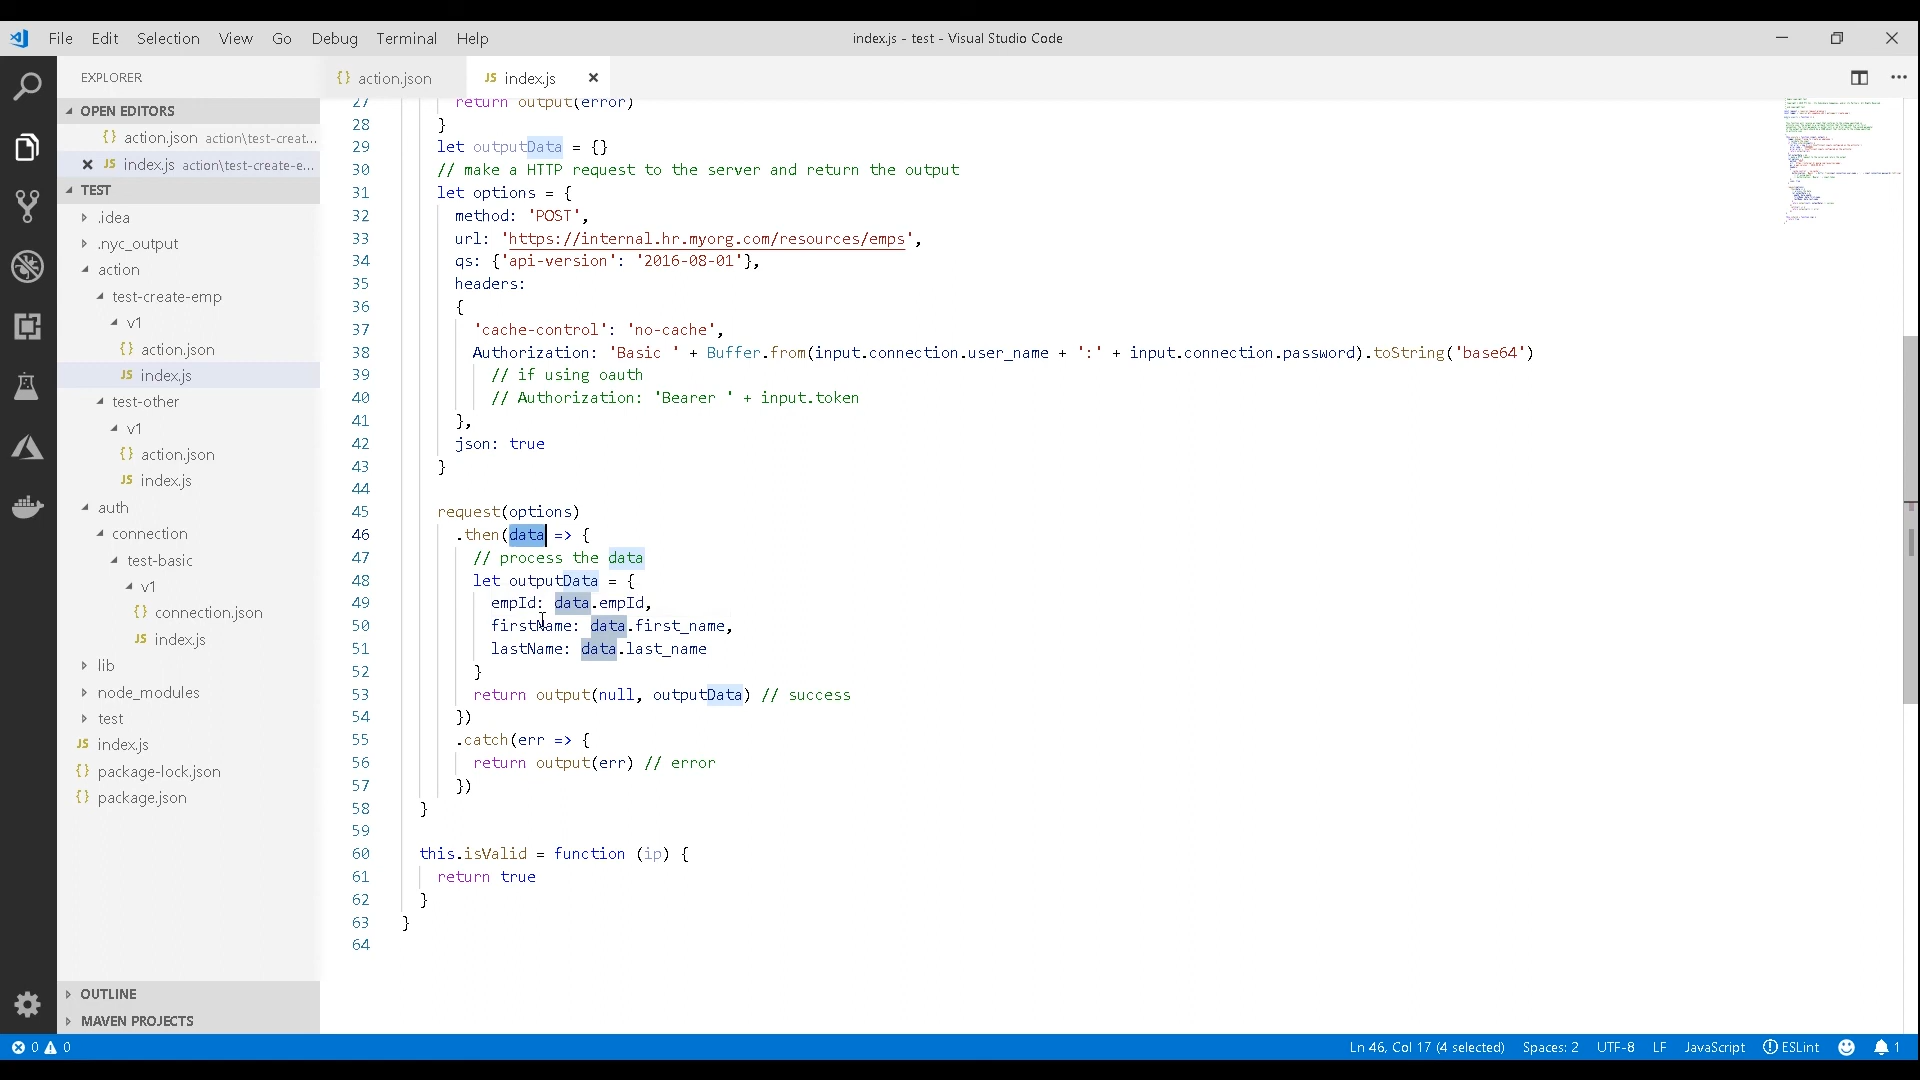 File Edit Selection View Go Debug Terminal Help
index.js - test - Visual Studio Code
EXPLORER
OPEN EDITORS
{} action.json action\test-creat...
JS index.js action\test-create-e...
TEST
.idea
.nyc_output
action
test-create-emp
v1
{} action.json
JS index.js
test-other
v1
{} action.json
JS index.js
auth
connection
test-basic
v1
{} connection.json
JS index.js
lib
node_modules
test
JS index.js
{} package-lock.json
{} package.json
OUTLINE
MAVEN PROJECTS
{} action.json
JS index.js
27 return output(error)
28 }
29 let outputData = {}
30 // make a HTTP request to the server and return the output
31 let options = {
32 method: 'POST',
33 url: 'https://internal.hr.myorg.com/resources/emps',
34 qs: {'api-version': '2016-08-01'},
35 headers:
36 {
37 'cache-control': 'no-cache',
38 Authorization: 'Basic ' + Buffer.from(input.connection.user_name + ':' + input.connection.password).toString('base64')
39 // if using oauth
40 // Authorization: 'Bearer ' + input.token
41 },
42 json: true
43 }
44
45 request(options)
46 .then(data => {
47 // process the data
48 let outputData = {
49 empId: data.empId,
50 firstName: data.first_name,
51 lastName: data.last_name
52 }
53 return output(null, outputData) // success
54 })
55 .catch(err => {
56 return output(err) // error
57 })
58 }
59
60 this.isValid = function (ip) {
61 return true
62 }
63 }
64
0 0
Ln 46, Col 17 (4 selected) Spaces: 2 UTF-8 LF JavaScript ESLint 1